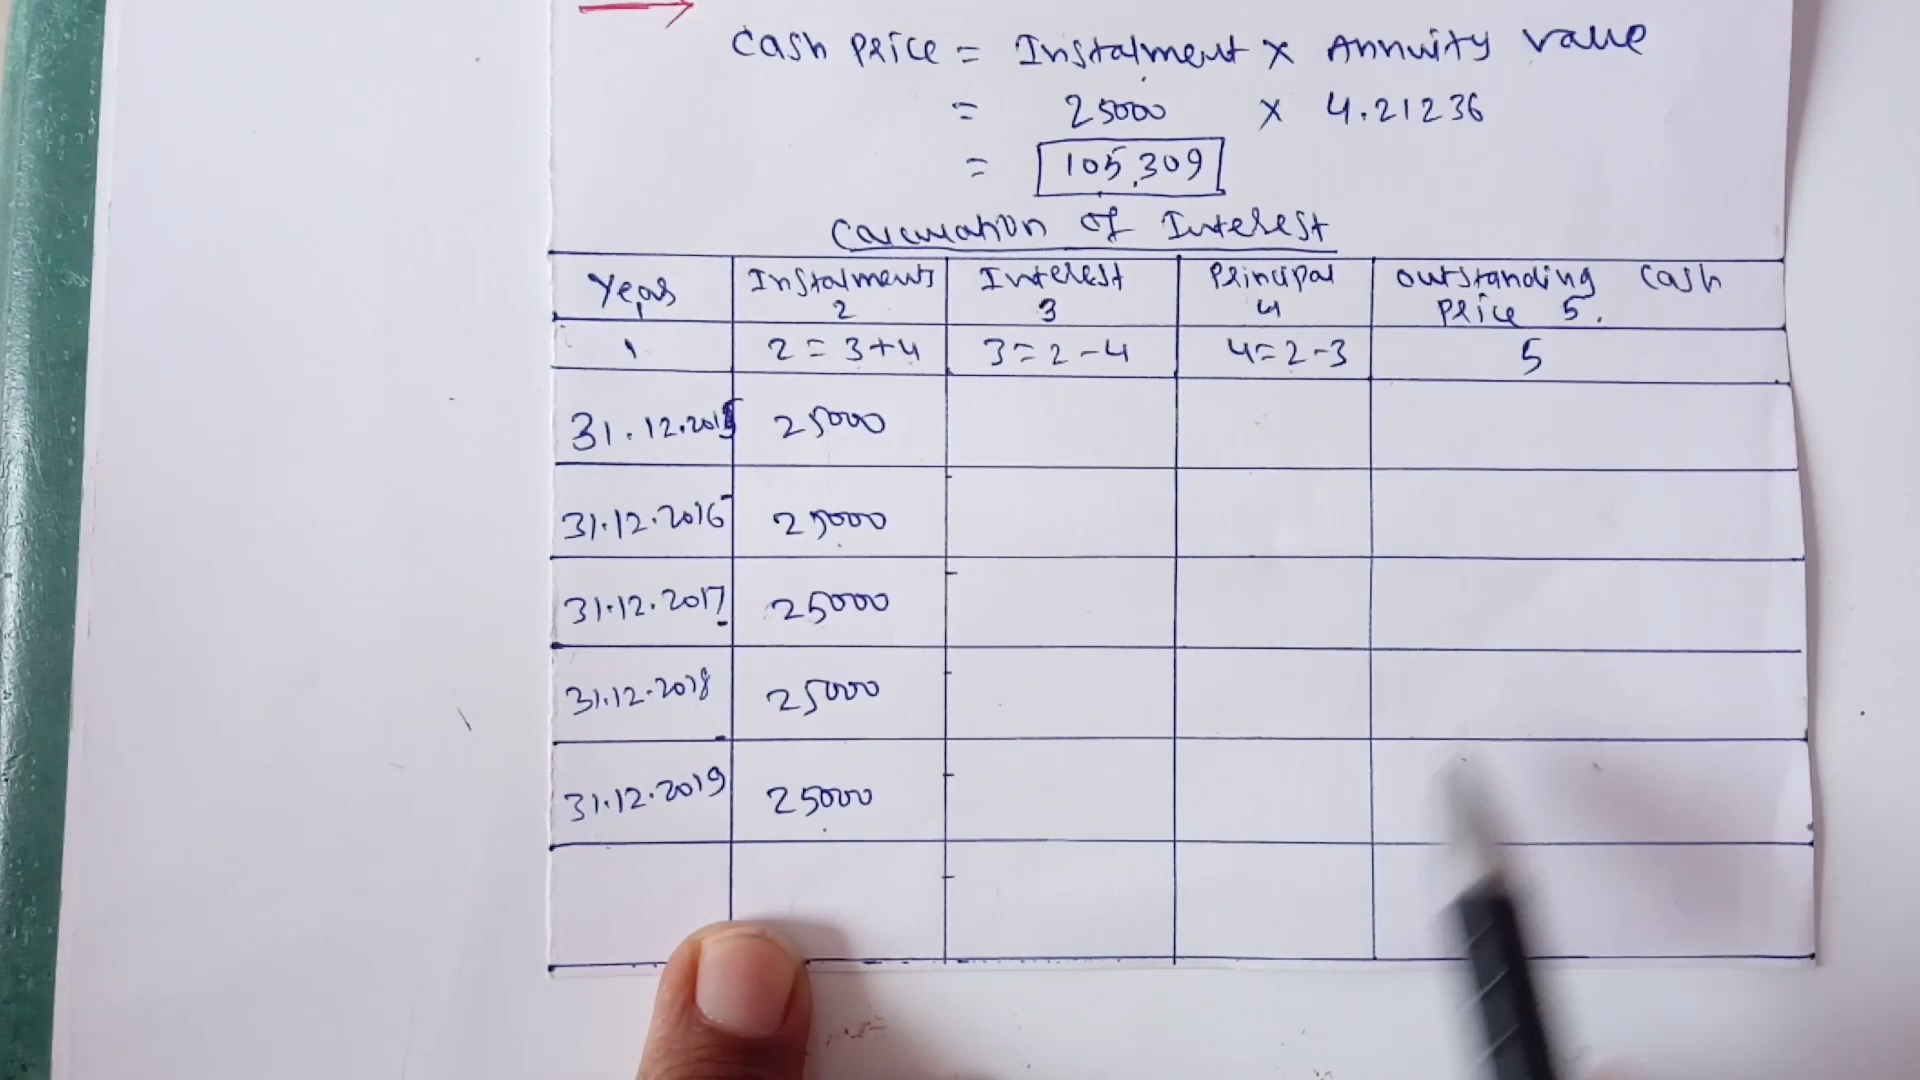 Cash Price = Instalment x Annuity value
= 25000 x 4.21236
= 105,309
Calculation of Interest
Years 1 Instalments 2 Interest 3 Principal 4 outstanding cash price 5.
1 2=3+4 3=2-4 4=2-3 5
31.12.2015 25000
31.12.2016 25000
31.12.2017 25000
31.12.2018 25000
31.12.2019 25000